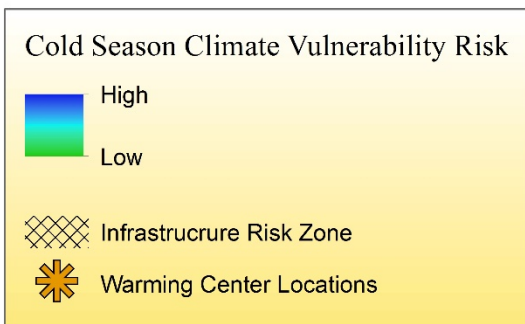 Cold Season Climate Vulnerability Risk
High
Low
Infrastrucrure Risk Zone
Warming Center Locations